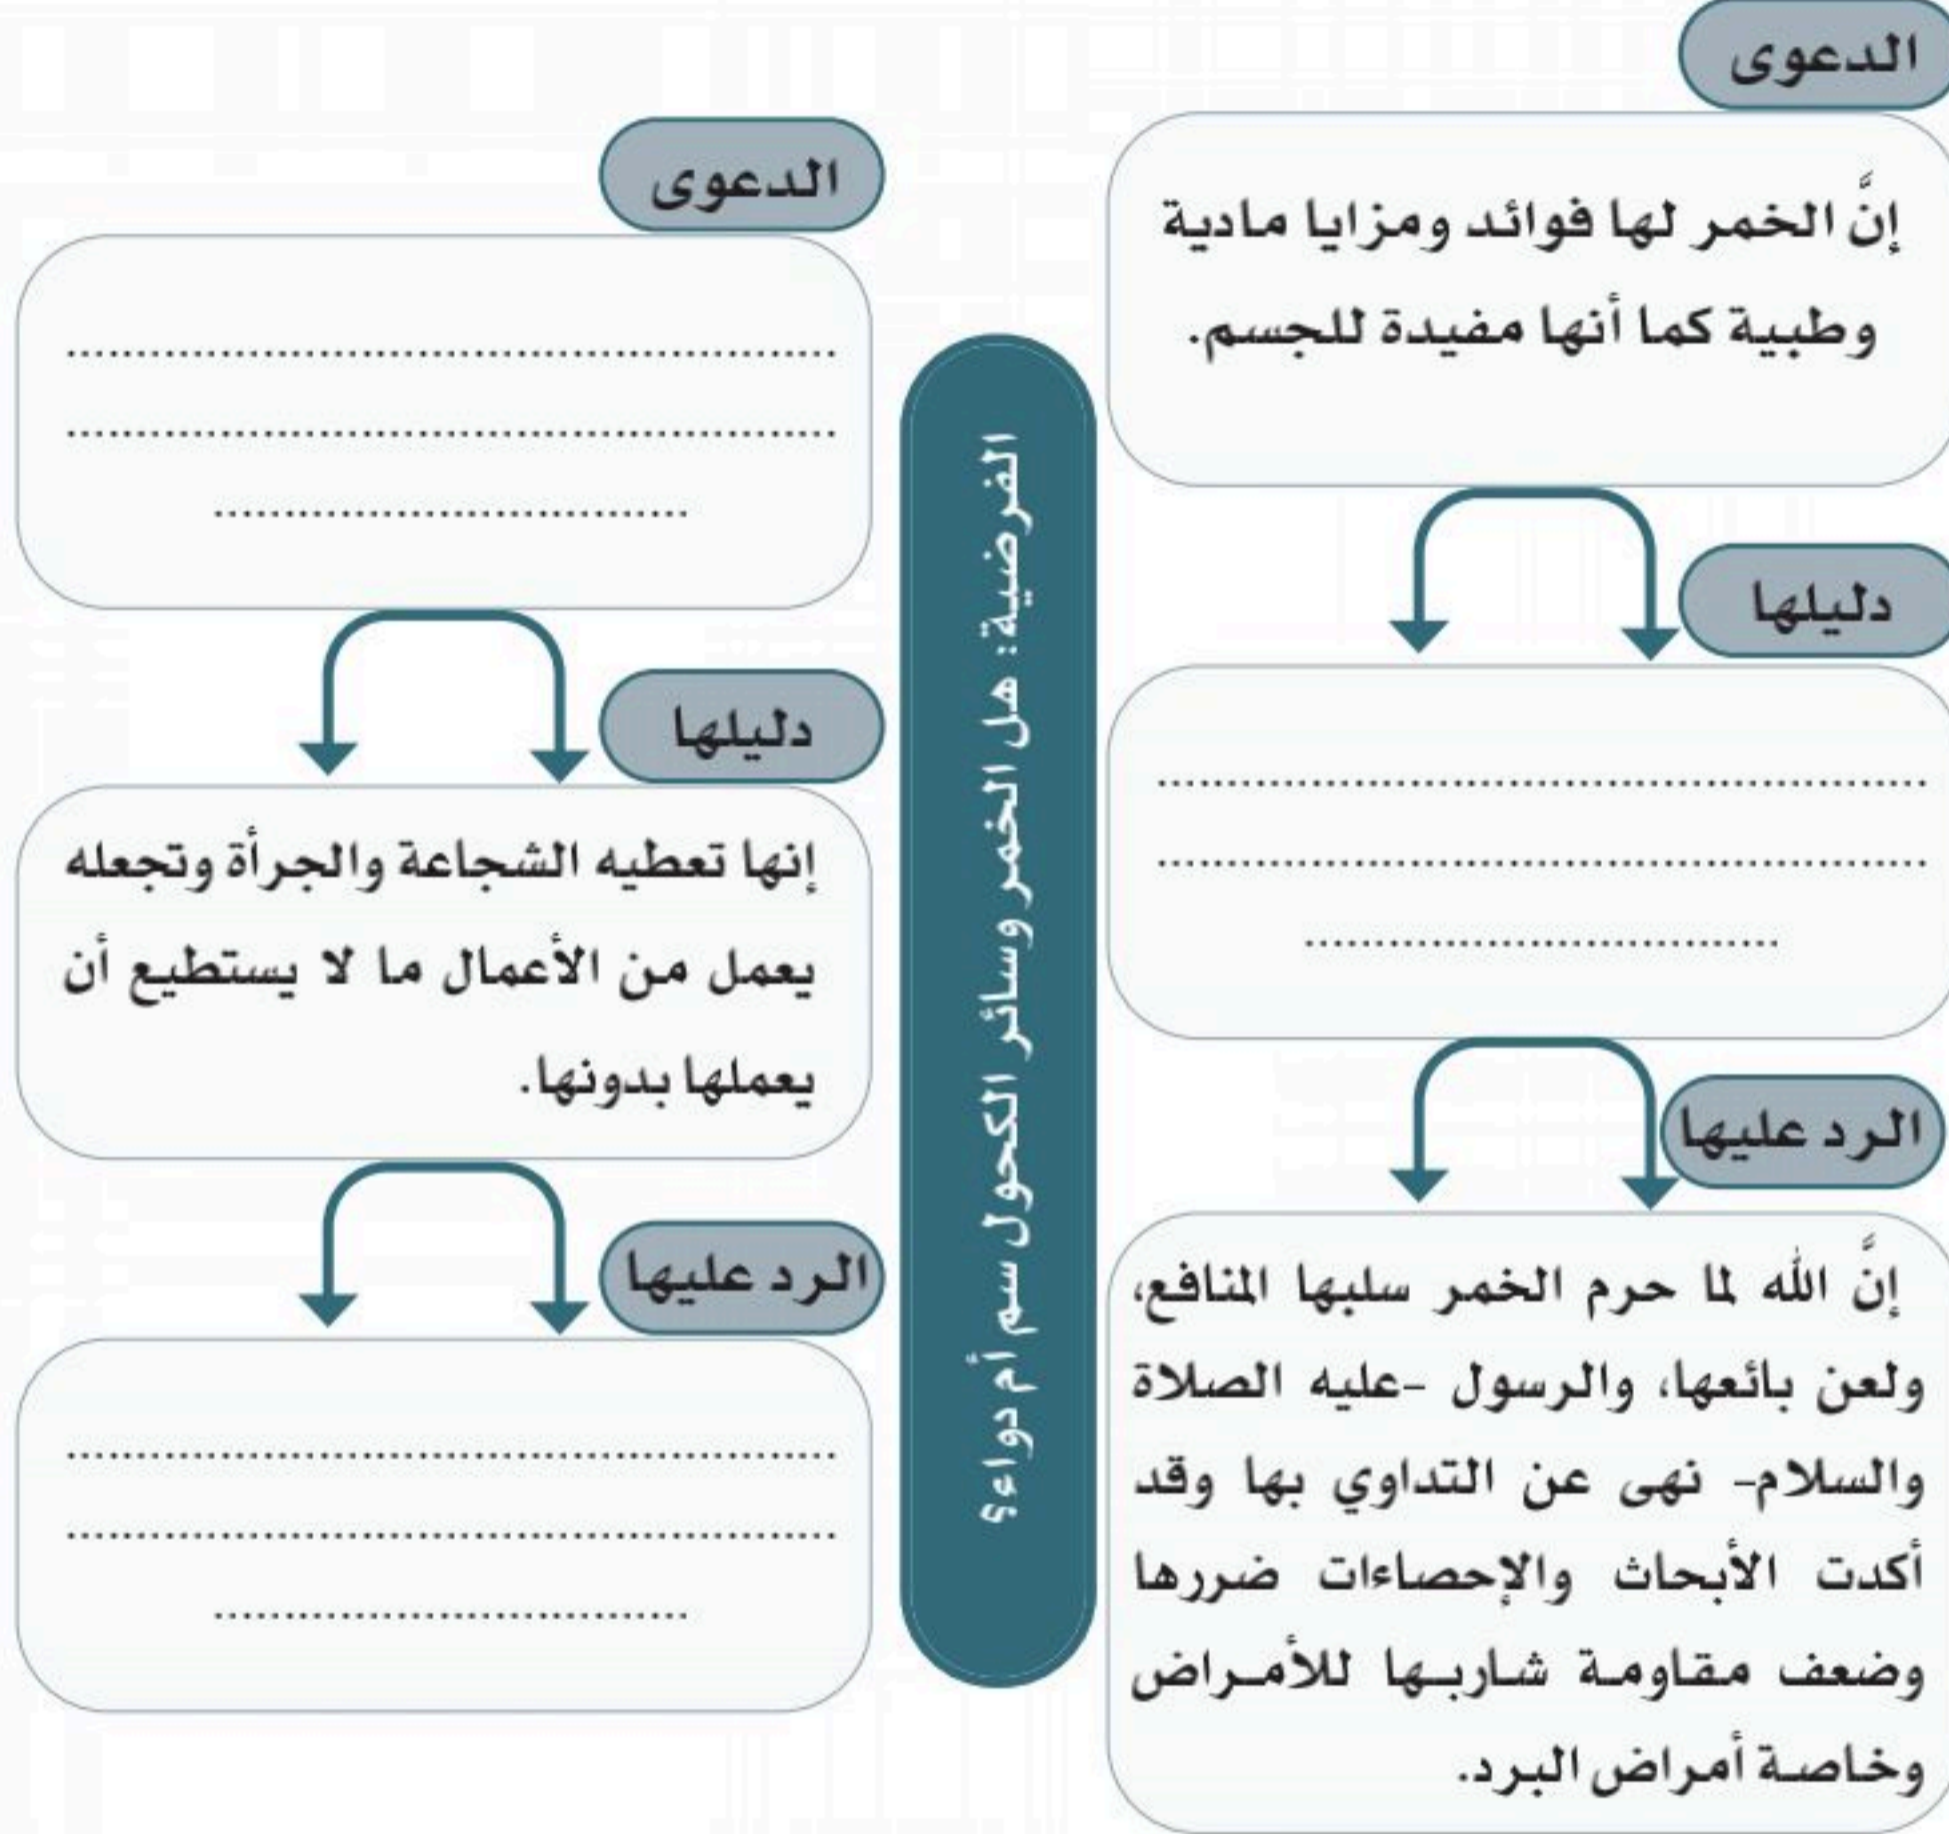 الدعوى
إنَّ الخمر لها فوائد ومزايا مادية
وطبية كما أنها مفيدة للجسم.
دليلها
الرد عليها
إنَّ الله لما حرم الخمر سلبها المنافع،
ولعن بائعها، والرسول -عليه الصلاة
والسلام- نهى عن التداوي بها وقد
أكدت الأبحاث والإحصاءات ضررها
وضعف مقاومة شاربها للأمراض
وخاصة أمراض البرد.
الفرضية: هل الخمر وسائر الكحول سم أم دواء؟
الدعوى
دليلها
إنها تعطيه الشجاعة والجرأة وتجعله
يعمل من الأعمال ما لا يستطيع أن
يعملها بدونها.
الرد عليها